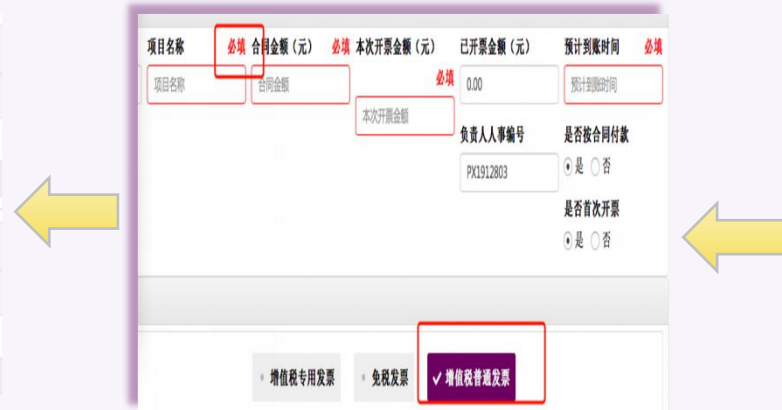 项目名称 必填 合同金额（元） 必填 本次开票金额（元） 已开票金额（元） 预计到账时间 必填
项目名称 合同金额 必填 0.00 预计到账时间
本次开票金额
负责人人事编号 是否按合同付款
PX1912803 是 否
是否首次开票
是 否
增值税专用发票 免税发票 ✓ 增值税普通发票